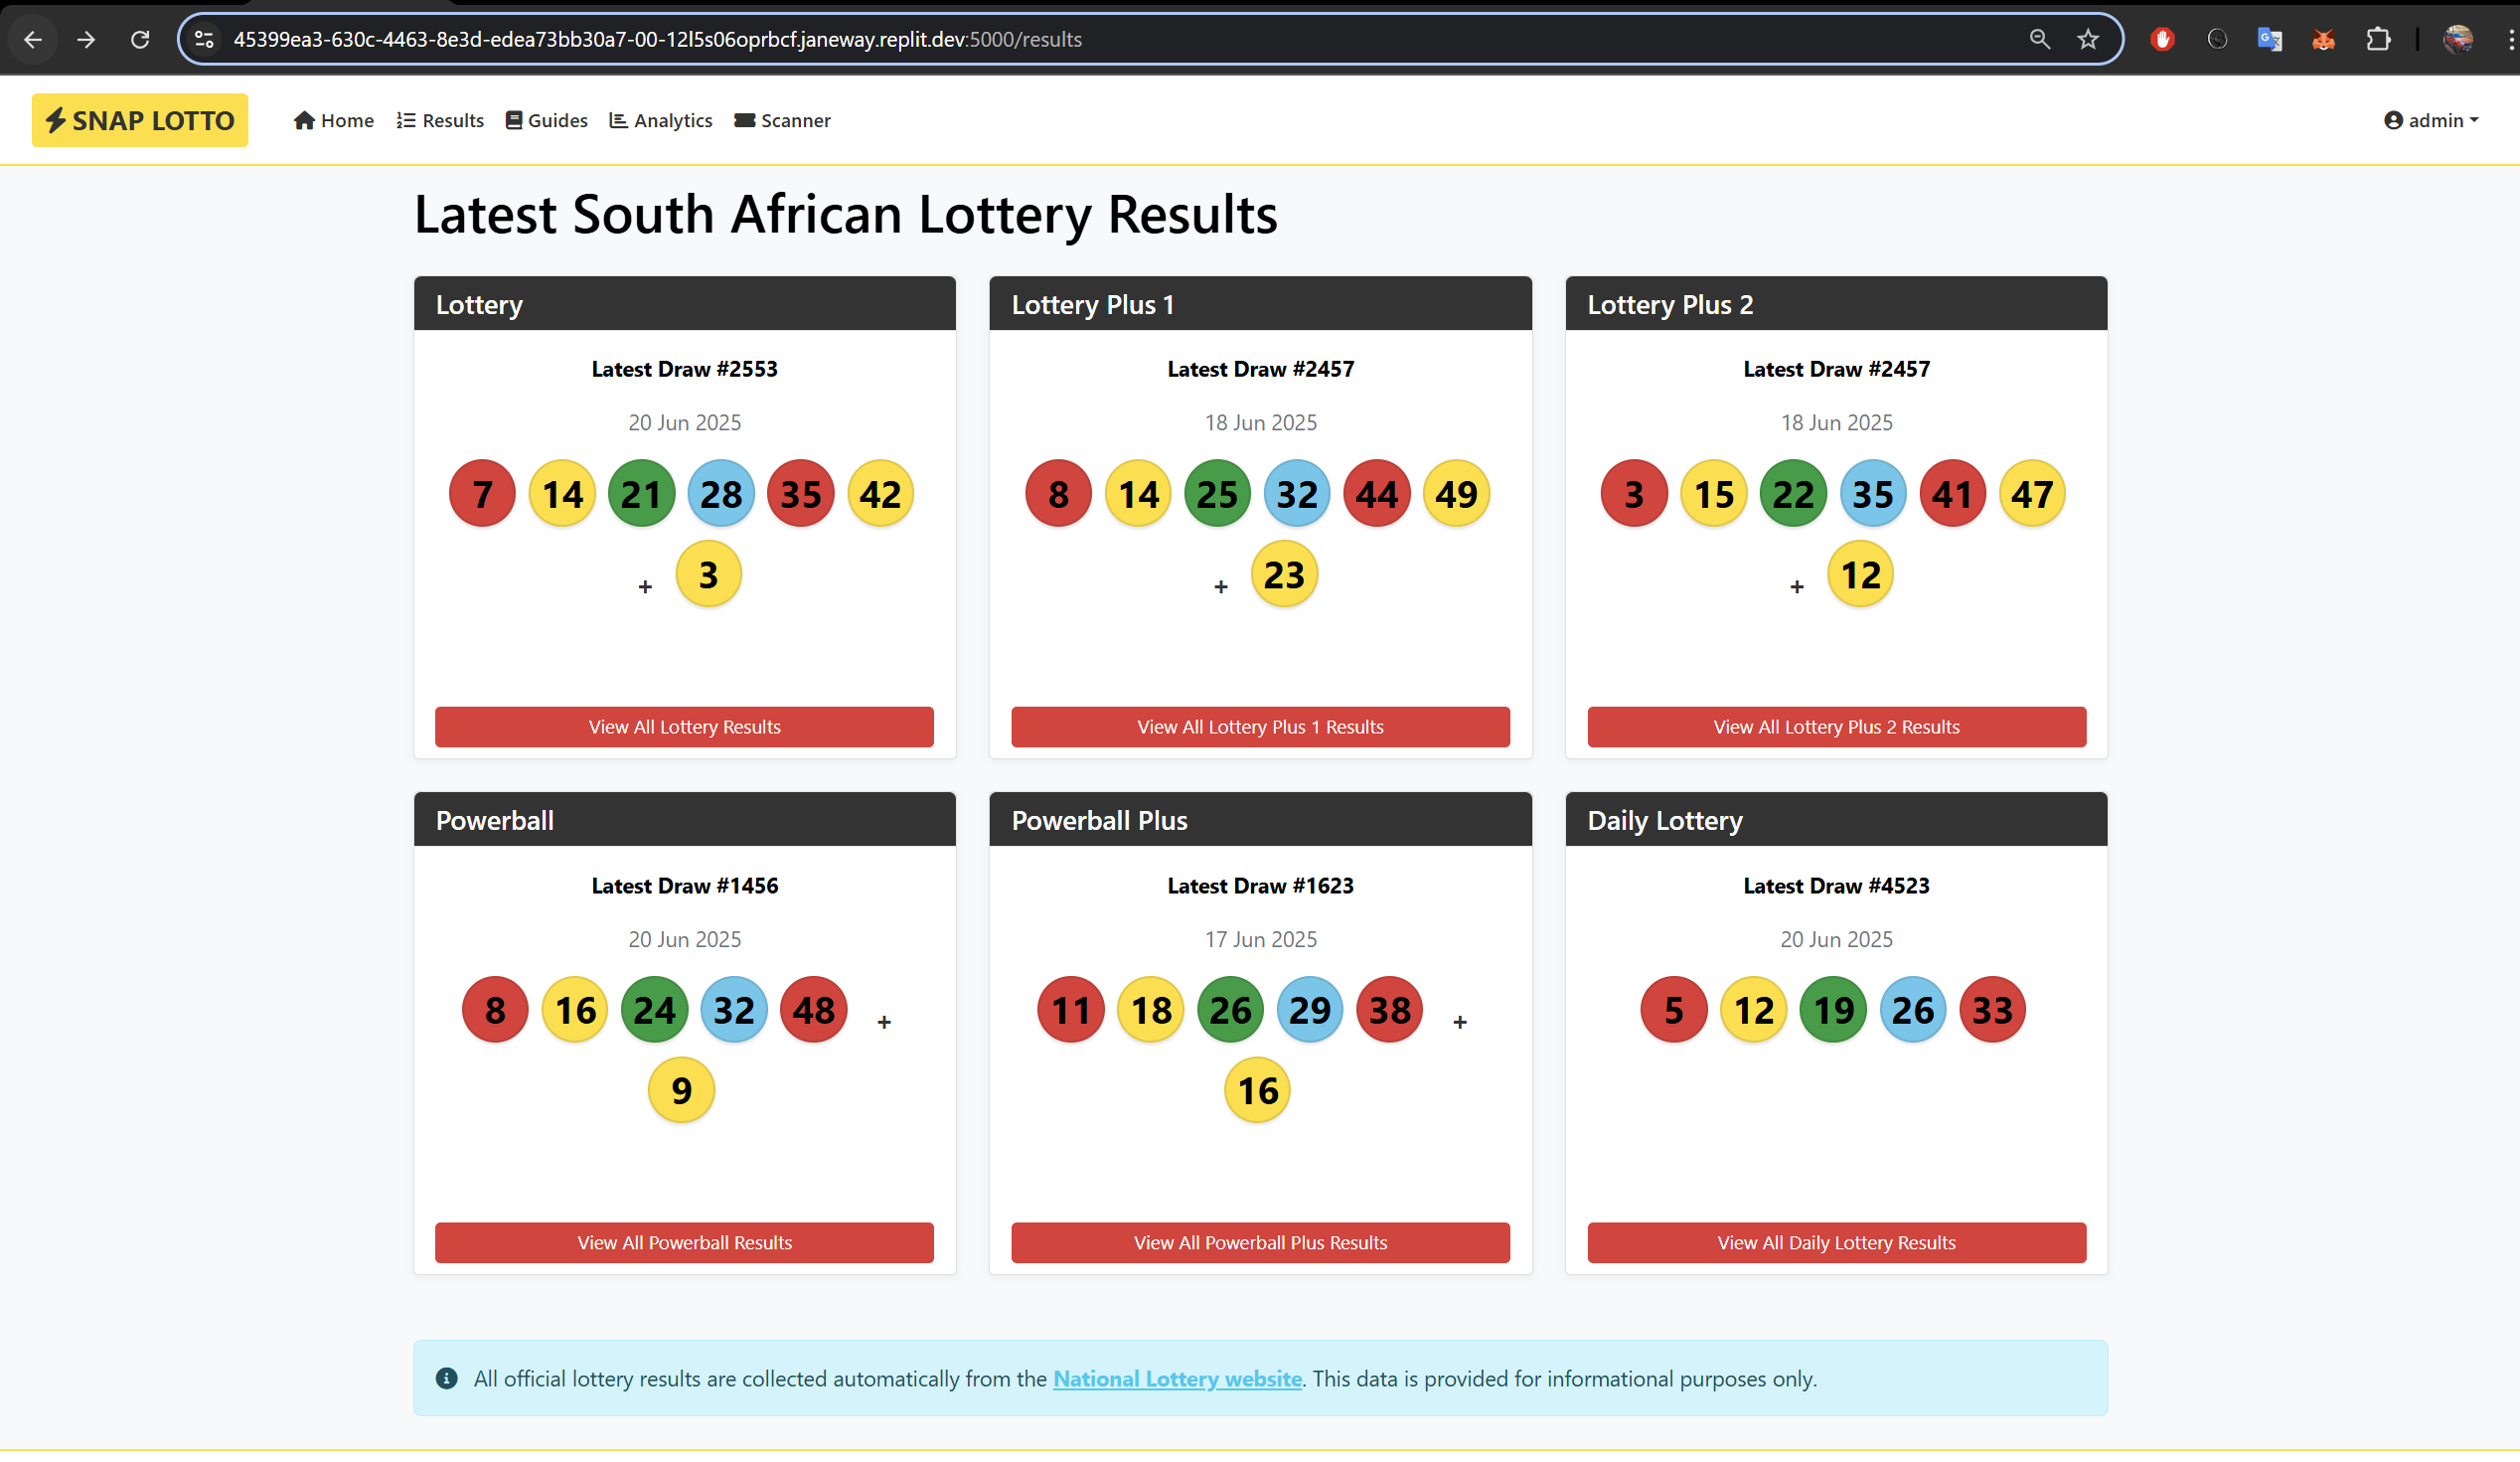 45399ea3-630c-4463-8e3d-edea73bb30a7-00-12l5s06oprbcf.janeway.replit.dev:5000/results
SNAP LOTTO Home Results Guides Analytics Scanner admin
Latest South African Lottery Results
Lottery
Latest Draw #2553
20 Jun 2025
7 14 21 28 35 42
+ 3
View All Lottery Results
Lottery Plus 1
Latest Draw #2457
18 Jun 2025
8 14 25 32 44 49
+ 23
View All Lottery Plus 1 Results
Lottery Plus 2
Latest Draw #2457
18 Jun 2025
3 15 22 35 41 47
+ 12
View All Lottery Plus 2 Results
Powerball
Latest Draw #1456
20 Jun 2025
8 16 24 32 48 +
9
View All Powerball Results
Powerball Plus
Latest Draw #1623
17 Jun 2025
11 18 26 29 38 +
16
View All Powerball Plus Results
Daily Lottery
Latest Draw #4523
20 Jun 2025
5 12 19 26 33
View All Daily Lottery Results
All official lottery results are collected automatically from the National Lottery website. This data is provided for informational purposes only.